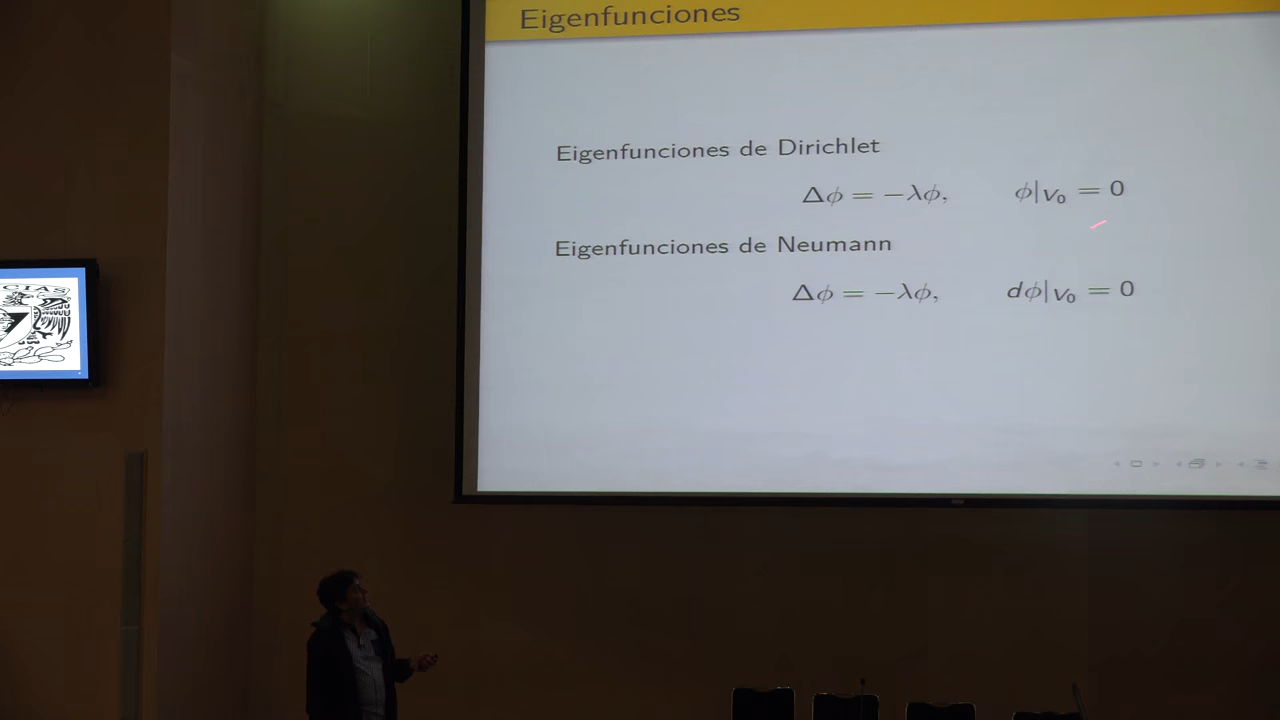 Eigenfunciones
Eigenfunciones de Dirichlet
Δϕ = −λϕ, ϕ|V₀ = 0
Eigenfunciones de Neumann
Δϕ = −λϕ, dϕ|V₀ = 0